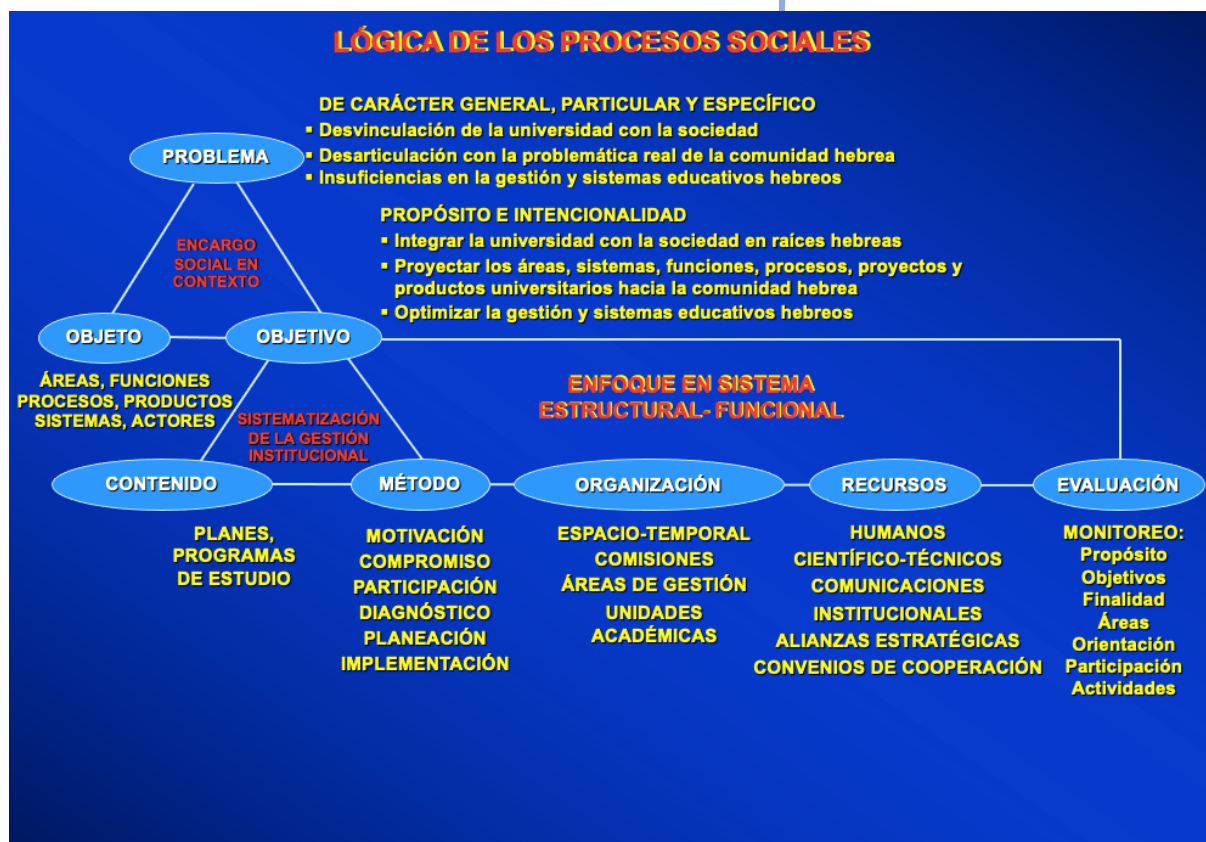 LÓGICA DE LOS PROCESOS SOCIALES
DE CARÁCTER GENERAL, PARTICULAR Y ESPECÍFICO
▪ Desvinculación de la universidad con la sociedad
▪ Desarticulación con la problemática real de la comunidad hebrea
▪ Insuficiencias en la gestión y sistemas educativos hebreos
PROBLEMA
PROPÓSITO E INTENCIONALIDAD
▪ Integrar la universidad con la sociedad en raíces hebreas
▪ Proyectar los áreas, sistemas, funciones, procesos, proyectos y
productos universitarios hacia la comunidad hebrea
▪ Optimizar la gestión y sistemas educativos hebreos
ENCARGO
SOCIAL EN
CONTEXTO
OBJETO
OBJETIVO
ÁREAS, FUNCIONES
PROCESOS, PRODUCTOS
SISTEMAS, ACTORES
ENFOQUE EN SISTEMA
ESTRUCTURAL- FUNCIONAL
SISTEMATIZACIÓN
DE LA GESTIÓN
INSTITUCIONAL
CONTENIDO
MÉTODO
ORGANIZACIÓN
RECURSOS
EVALUACIÓN
PLANES,
PROGRAMAS
DE ESTUDIO
MOTIVACIÓN
COMPROMISO
PARTICIPACIÓN
DIAGNÓSTICO
PLANEACIÓN
IMPLEMENTACIÓN
ESPACIO-TEMPORAL
COMISIONES
ÁREAS DE GESTIÓN
UNIDADES
ACADÉMICAS
HUMANOS
CIENTÍFICO-TÉCNICOS
COMUNICACIONES
INSTITUCIONALES
ALIANZAS ESTRATÉGICAS
CONVENIOS DE COOPERACIÓN
MONITOREO:
Propósito
Objetivos
Finalidad
Áreas
Orientación
Participación
Actividades